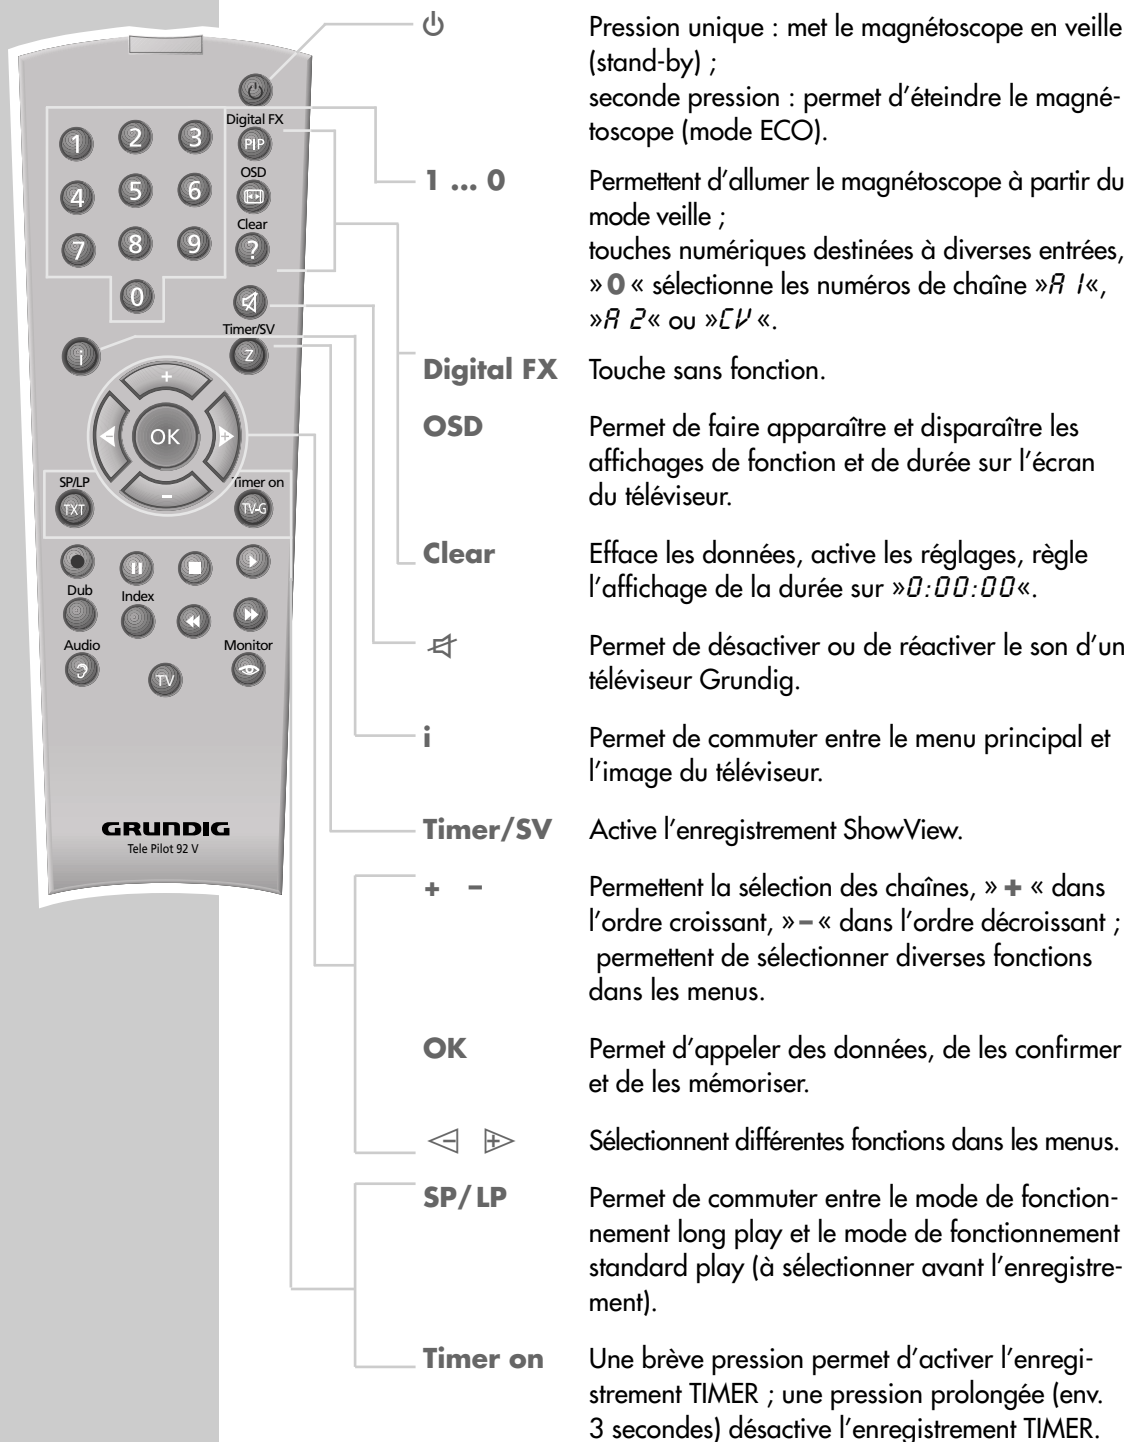 ⏻ Pression unique : met le magnétoscope en veille
(stand-by) ;
seconde pression : permet d'éteindre le magné-
toscope (mode ECO).
1 ... 0 Permettent d'allumer le magnétoscope à partir du
mode veille ;
touches numériques destinées à diverses entrées,
» 0 « sélectionne les numéros de chaîne »A 1«,
»A 2« ou »CV «.
Digital FX Touche sans fonction.
OSD Permet de faire apparaître et disparaître les
affichages de fonction et de durée sur l'écran
du téléviseur.
Clear Efface les données, active les réglages, règle
l'affichage de la durée sur »0:00:00«.
Permet de désactiver ou de réactiver le son d'un
téléviseur Grundig.
i Permet de commuter entre le menu principal et
l'image du téléviseur.
Timer/SV Active l'enregistrement ShowView.
+ – Permettent la sélection des chaînes, » + « dans
l'ordre croissant, » – « dans l'ordre décroissant ;
permettent de sélectionner diverses fonctions
dans les menus.
OK Permet d'appeler des données, de les confirmer
et de les mémoriser.
Sélectionnent différentes fonctions dans les menus.
SP/LP Permet de commuter entre le mode de fonction-
nement long play et le mode de fonctionnement
standard play (à sélectionner avant l'enregistre-
ment).
Timer on Une brève pression permet d'activer l'enregi-
strement TIMER ; une pression prolongée (env.
3 secondes) désactive l'enregistrement TIMER.
Digital FX
1 2 3 PIP
OSD
4 5 6
Clear
7 8 9 ?
0
Timer/SV
i Z
+
- OK +
–
SP/LP Timer on
TXT TV-G
Dub Index
Audio Monitor
TV
GRUNDIG
Tele Pilot 92 V